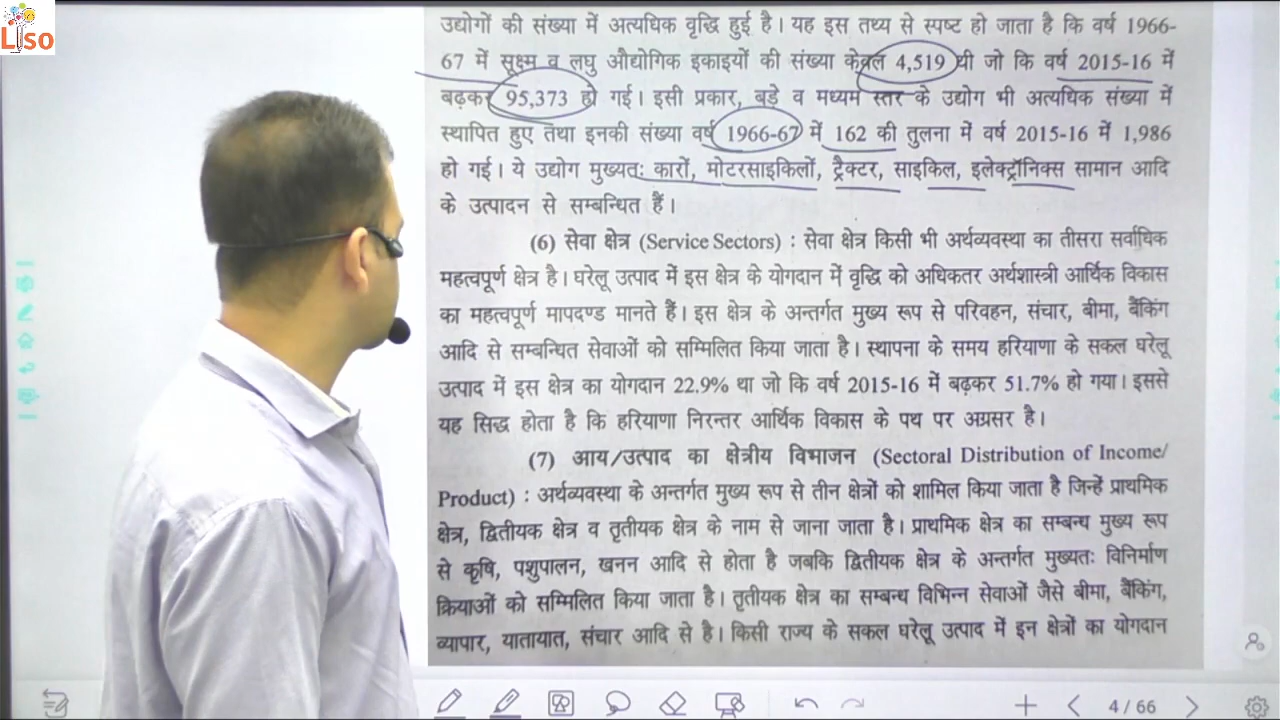 Liso
उद्योगों की संख्या में अत्यधिक वृद्धि हुई है। यह इस तथ्य से स्पष्ट हो जाता है कि वर्ष 1966-
67 में सूक्ष्म व लघु औद्योगिक इकाइयों की संख्या केवल 4,519 थी जो कि वर्ष 2015-16 में
बढ़कर 95,373 हो गई। इसी प्रकार, बड़े व मध्यम स्तर के उद्योग भी अत्यधिक संख्या में
स्थापित हुए तथा इनकी संख्या वर्ष 1966-67 में 162 की तुलना में वर्ष 2015-16 में 1,986
हो गई। ये उद्योग मुख्यतः कारों, मोटरसाइकिलों, ट्रैक्टर, साइकिल, इलेक्ट्रॉनिक्स सामान आदि
के उत्पादन से सम्बन्धित हैं।
(6) सेवा क्षेत्र (Service Sectors) : सेवा क्षेत्र किसी भी अर्थव्यवस्था का तीसरा सर्वाधिक
महत्वपूर्ण क्षेत्र है। घरेलू उत्पाद में इस क्षेत्र के योगदान में वृद्धि को अधिकतर अर्थशास्त्री आर्थिक विकास
का महत्वपूर्ण मापदण्ड मानते हैं। इस क्षेत्र के अन्तर्गत मुख्य रूप से परिवहन, संचार, बीमा, बैंकिंग
आदि से सम्बन्धित सेवाओं को सम्मिलित किया जाता है। स्थापना के समय हरियाणा के सकल घरेलू
उत्पाद में इस क्षेत्र का योगदान 22.9% था जो कि वर्ष 2015-16 में बढ़कर 51.7% हो गया। इससे
यह सिद्ध होता है कि हरियाणा निरन्तर आर्थिक विकास के पथ पर अग्रसर है।
(7) आय/उत्पाद का क्षेत्रीय विभाजन (Sectoral Distribution of Income/
Product) : अर्थव्यवस्था के अन्तर्गत मुख्य रूप से तीन क्षेत्रों को शामिल किया जाता है जिन्हें प्राथमिक
क्षेत्र, द्वितीयक क्षेत्र व तृतीयक क्षेत्र के नाम से जाना जाता है। प्राथमिक क्षेत्र का सम्बन्ध मुख्य रूप
से कृषि, पशुपालन, खनन आदि से होता है जबकि द्वितीयक क्षेत्र के अन्तर्गत मुख्यतः विनिर्माण
क्रियाओं को सम्मिलित किया जाता है। तृतीयक क्षेत्र का सम्बन्ध विभिन्न सेवाओं जैसे बीमा, बैंकिंग,
व्यापार, यातायात, संचार आदि से है। किसी राज्य के सकल घरेलू उत्पाद में इन क्षेत्रों का योगदान
4/66